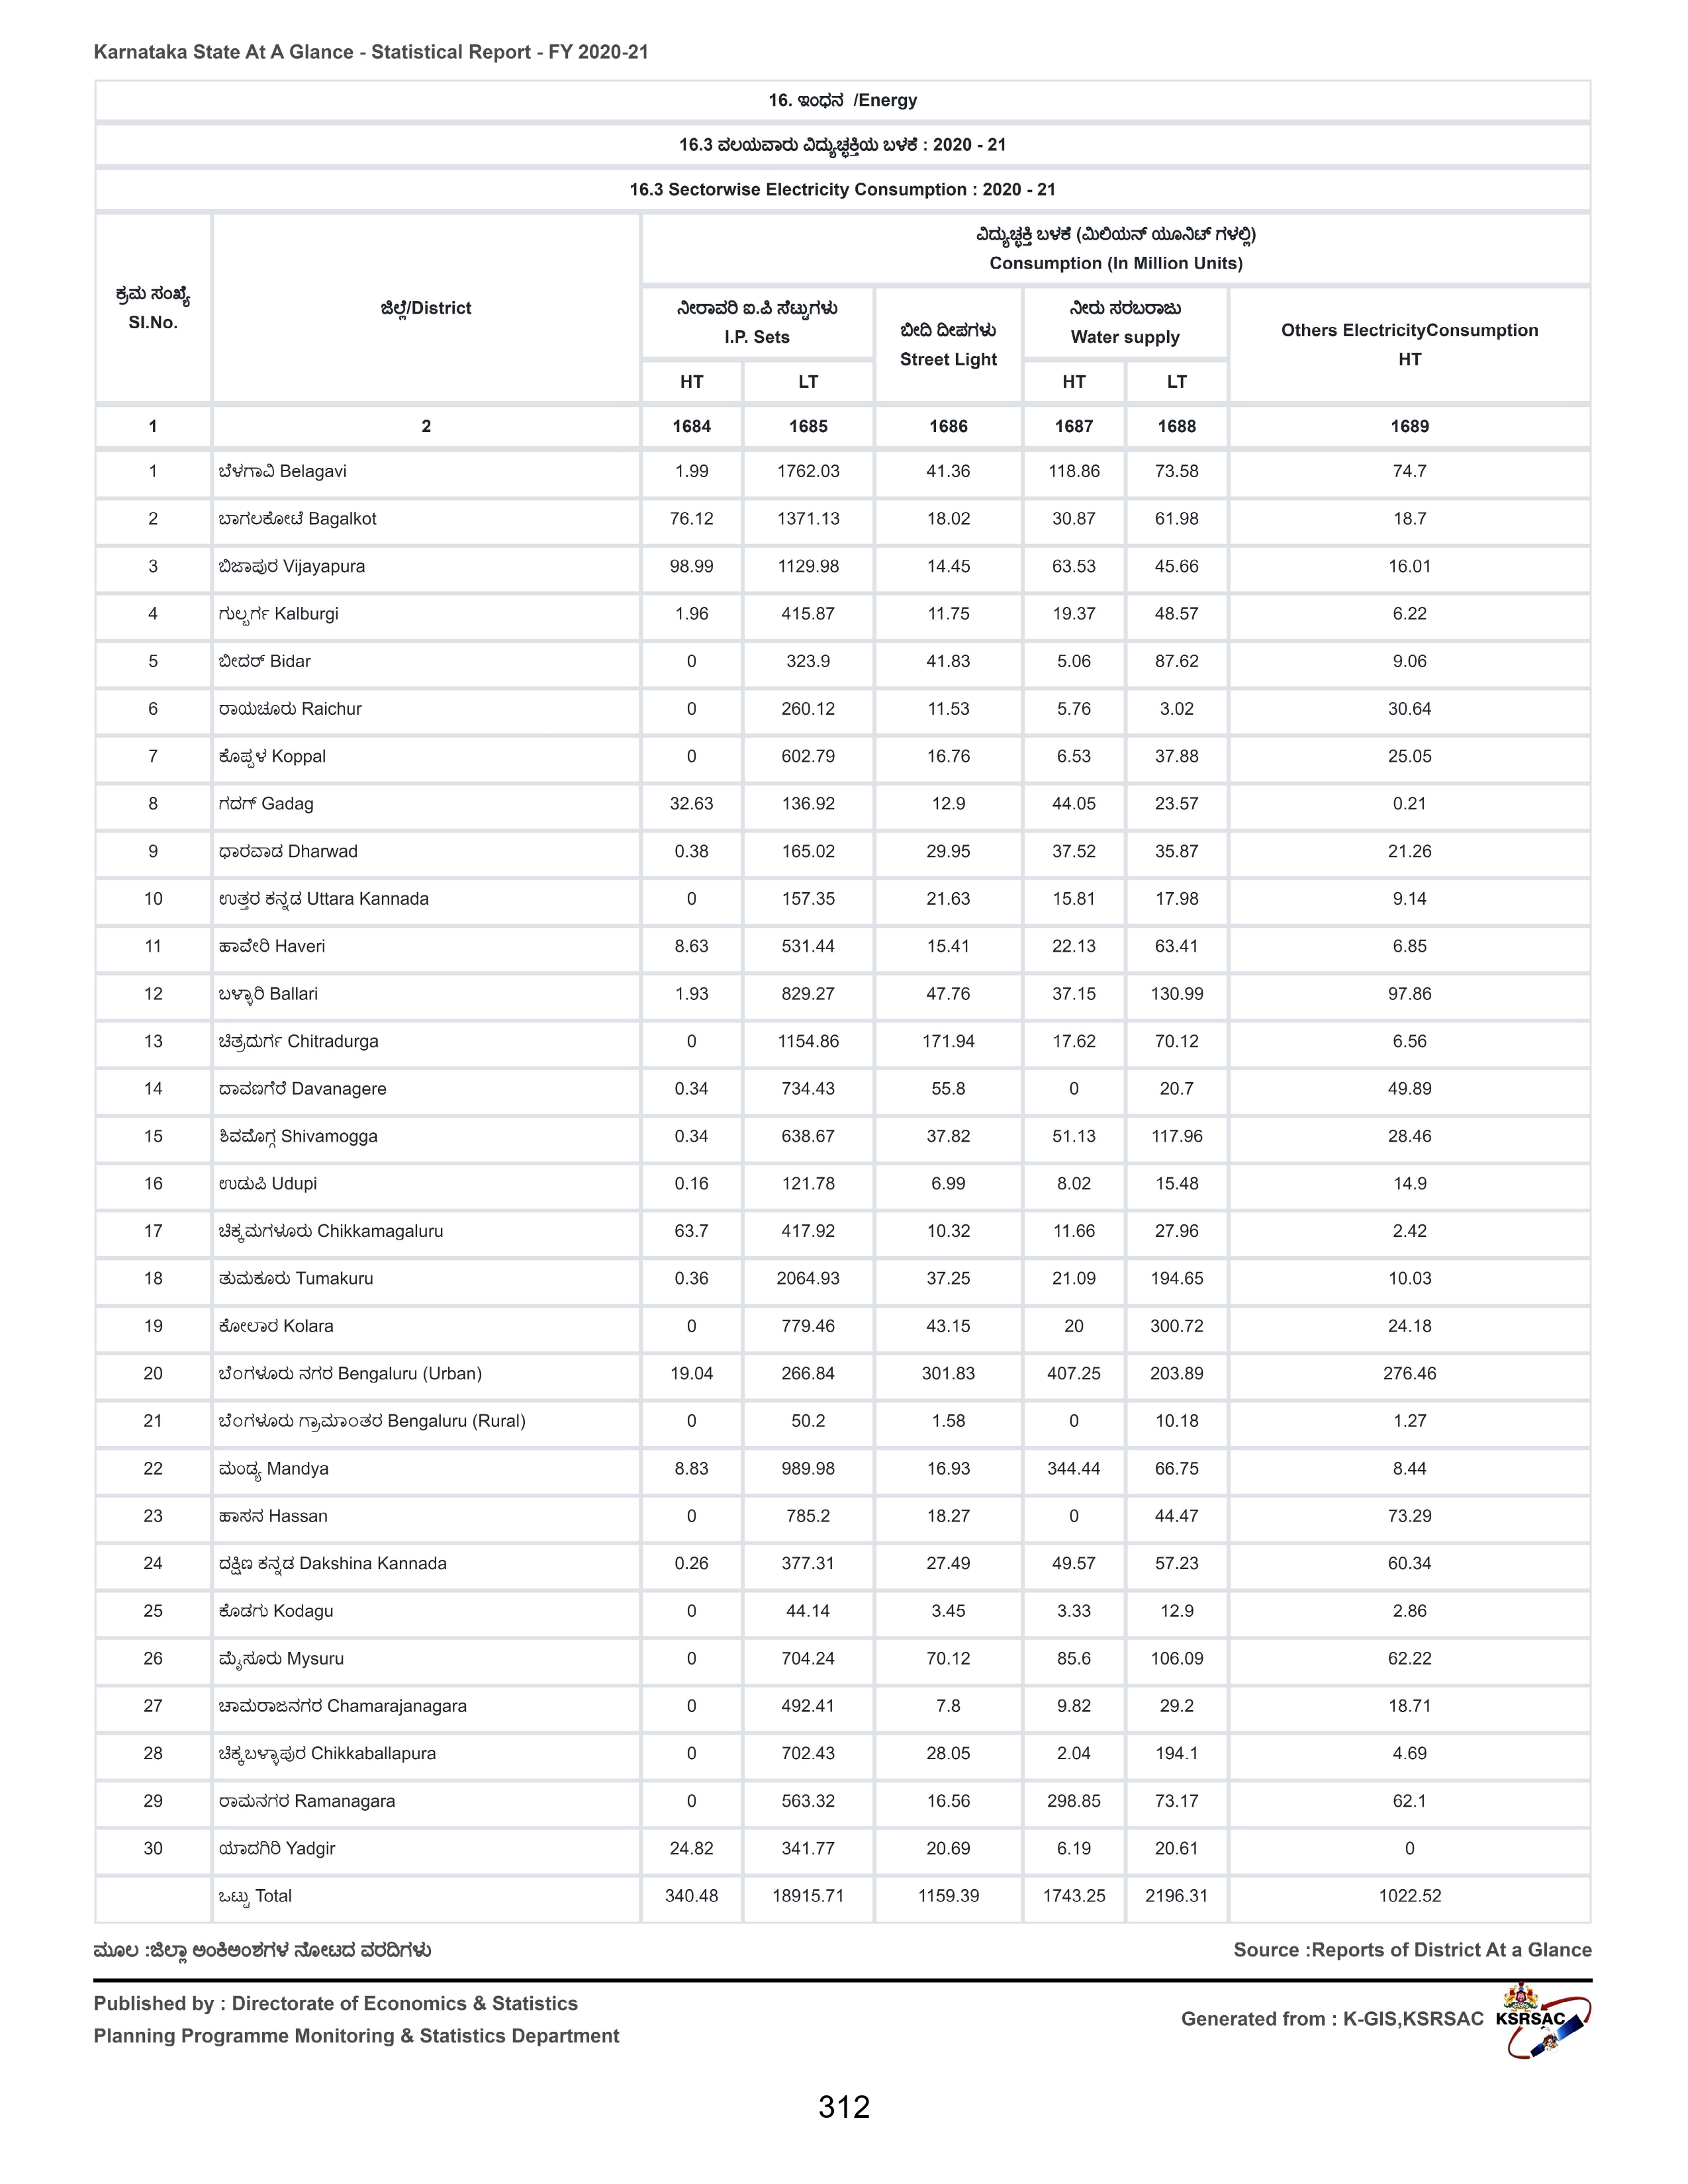 Karnataka State At A Glance - Statistical Report - FY 2020-21
16. ಇಂಧನ /Energy
16.3 ವಲಯವಾರು ವಿದ್ಯುಚ್ಛಕ್ತಿಯ ಬಳಕೆ : 2020 - 21
16.3 Sectorwise Electricity Consumption : 2020 - 21
ಕ್ರಮ ಸಂಖ್ಯೆ
SI.No.
ಜಿಲ್ಲೆ/District
ವಿದ್ಯುಚ್ಛಕ್ತಿ ಬಳಕೆ (ಮಿಲಿಯನ್ ಯೂನಿಟ್ ಗಳಲ್ಲಿ)
Consumption (In Million Units)
ನೀರಾವರಿ ಐ.ಪಿ ಸೆಟ್ಟುಗಳು
I.P. Sets
ಬೀದಿ ದೀಪಗಳು
Street Light
ನೀರು ಸರಬರಾಜು
Water supply
Others ElectricityConsumption
HT
HT LT HT LT
1 2 1684 1685 1686 1687 1688 1689
1 ಬೆಳಗಾವಿ Belagavi 1.99 1762.03 41.36 118.86 73.58 74.7
2 ಬಾಗಲಕೋಟೆ Bagalkot 76.12 1371.13 18.02 30.87 61.98 18.7
3 ಬಿಜಾಪುರ Vijayapura 98.99 1129.98 14.45 63.53 45.66 16.01
4 ಗುಲ್ಬರ್ಗ Kalburgi 1.96 415.87 11.75 19.37 48.57 6.22
5 ಬೀದರ್ Bidar 0 323.9 41.83 5.06 87.62 9.06
6 ರಾಯಚೂರು Raichur 0 260.12 11.53 5.76 3.02 30.64
7 ಕೊಪ್ಪಳ Koppal 0 602.79 16.76 6.53 37.88 25.05
8 ಗದಗ್ Gadag 32.63 136.92 12.9 44.05 23.57 0.21
9 ಧಾರವಾಡ Dharwad 0.38 165.02 29.95 37.52 35.87 21.26
10 ಉತ್ತರ ಕನ್ನಡ Uttara Kannada 0 157.35 21.63 15.81 17.98 9.14
11 ಹಾವೇರಿ Haveri 8.63 531.44 15.41 22.13 63.41 6.85
12 ಬಳ್ಳಾರಿ Ballari 1.93 829.27 47.76 37.15 130.99 97.86
13 ಚಿತ್ರದುರ್ಗ Chitradurga 0 1154.86 171.94 17.62 70.12 6.56
14 ದಾವಣಗೆರೆ Davanagere 0.34 734.43 55.8 0 20.7 49.89
15 ಶಿವಮೊಗ್ಗ Shivamogga 0.34 638.67 37.82 51.13 117.96 28.46
16 ಉಡುಪಿ Udupi 0.16 121.78 6.99 8.02 15.48 14.9
17 ಚಿಕ್ಕಮಗಳೂರು Chikkamagaluru 63.7 417.92 10.32 11.66 27.96 2.42
18 ತುಮಕೂರು Tumakuru 0.36 2064.93 37.25 21.09 194.65 10.03
19 ಕೋಲಾರ Kolara 0 779.46 43.15 20 300.72 24.18
20 ಬೆಂಗಳೂರು ನಗರ Bengaluru (Urban) 19.04 266.84 301.83 407.25 203.89 276.46
21 ಬೆಂಗಳೂರು ಗ್ರಾಮಾಂತರ Bengaluru (Rural) 0 50.2 1.58 0 10.18 1.27
22 ಮಂಡ್ಯ Mandya 8.83 989.98 16.93 344.44 66.75 8.44
23 ಹಾಸನ Hassan 0 785.2 18.27 0 44.47 73.29
24 ದಕ್ಷಿಣ ಕನ್ನಡ Dakshina Kannada 0.26 377.31 27.49 49.57 57.23 60.34
25 ಕೊಡಗು Kodagu 0 44.14 3.45 3.33 12.9 2.86
26 ಮೈಸೂರು Mysuru 0 704.24 70.12 85.6 106.09 62.22
27 ಚಾಮರಾಜನಗರ Chamarajanagara 0 492.41 7.8 9.82 29.2 18.71
28 ಚಿಕ್ಕಬಳ್ಳಾಪುರ Chikkaballapura 0 702.43 28.05 2.04 194.1 4.69
29 ರಾಮನಗರ Ramanagara 0 563.32 16.56 298.85 73.17 62.1
30 ಯಾದಗಿರಿ Yadgir 24.82 341.77 20.69 6.19 20.61 0
ಒಟ್ಟು Total 340.48 18915.71 1159.39 1743.25 2196.31 1022.52
ಮೂಲ :ಜಿಲ್ಲಾ ಅಂಕಿಅಂಶಗಳ ನೋಟದ ವರದಿಗಳು Source :Reports of District At a Glance
Published by : Directorate of Economics & Statistics
Planning Programme Monitoring & Statistics Department
Generated from : K-GIS,KSRSAC KSRSAC
312